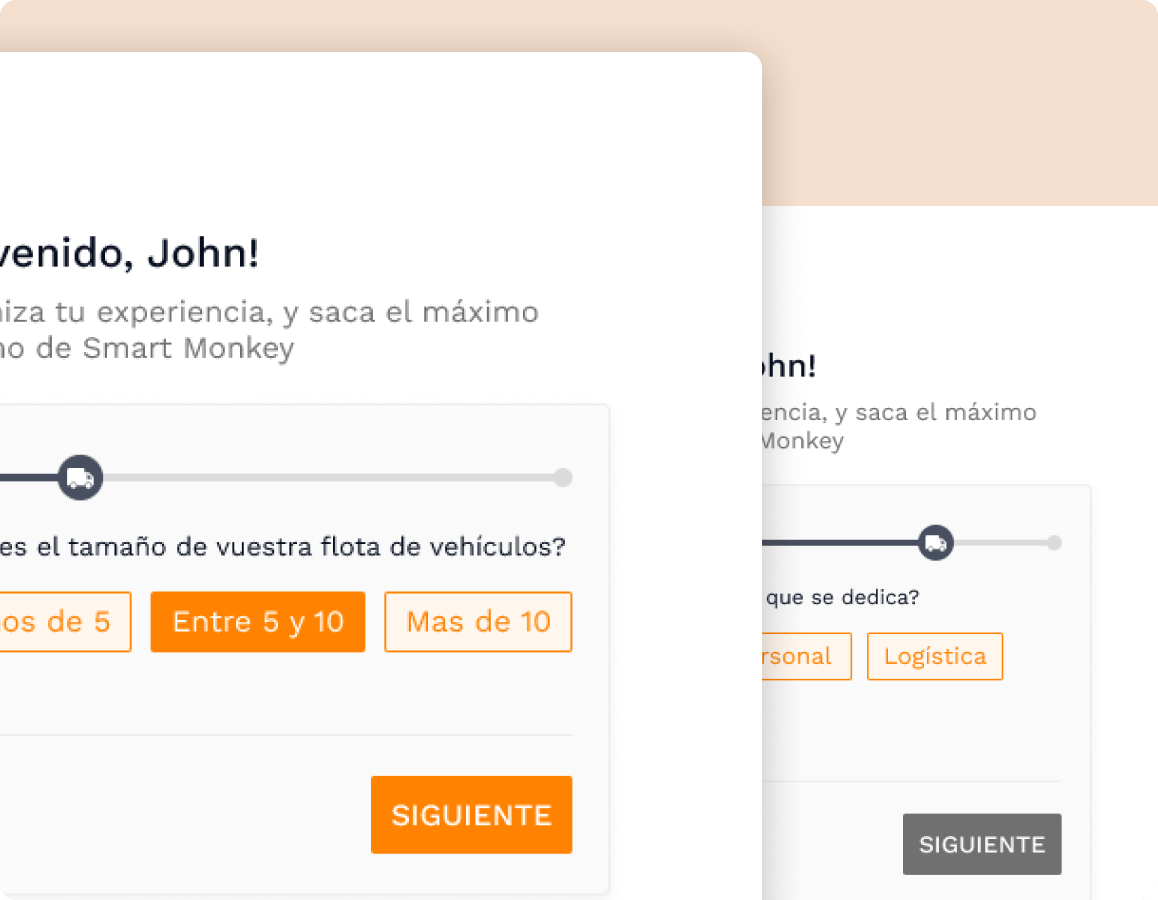 venido, John!
iza tu experiencia, y saca el máximo
no de Smart Monkey
es el tamaño de vuestra flota de vehículos?
os de 5
Entre 5 y 10
Mas de 10
SIGUIENTE
ohn!
encia, y saca el máximo
Monkey
que se dedica?
rsonal
Logística
SIGUIENTE